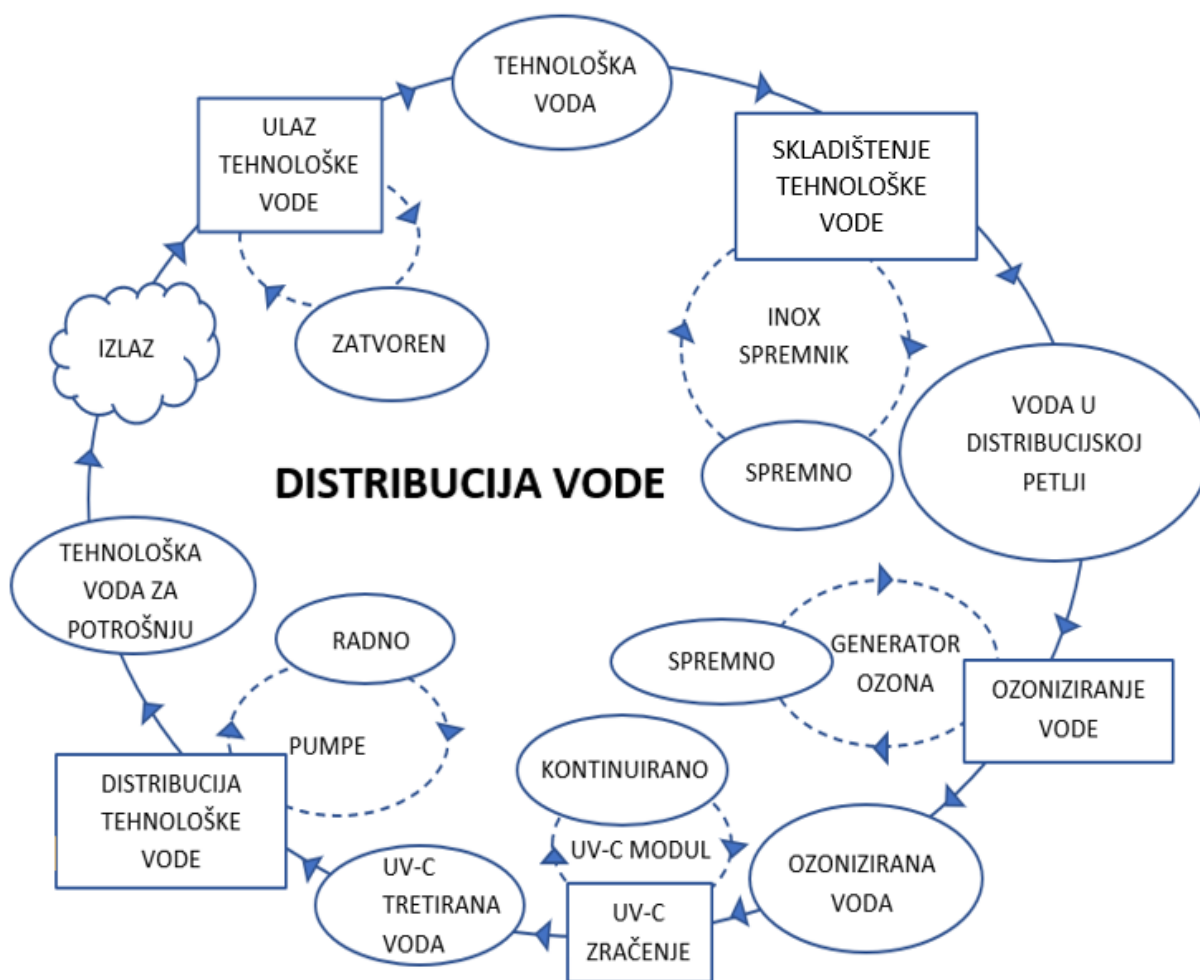 TEHNOLOŠKA
VODA
ULAZ
TEHNOLOŠKE
VODE
SKLADIŠTENJE
TEHNOLOŠKE
VODE
IZLAZ
ZATVOREN
INOX
SPREMNIK
VODA U
DISTRIBUCIJSKOJ
PETLJI
SPREMNO
DISTRIBUCIJA VODE
TEHNOLOŠKA
VODA ZA
POTROŠNJU
RADNO
SPREMNO
GENERATOR
OZONA
OZONIZIRANJE
VODE
PUMPE
KONTINUIRANO
DISTRIBUCIJA
TEHNOLOŠKE
VODE
UV-C MODUL
UV-C
TRETIRANA
VODA
UV-C
ZRAČENJE
OZONIZIRANA
VODA